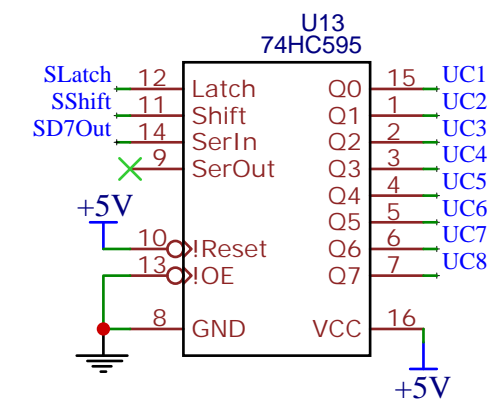 U13
74HC595
SLatch 12 Latch Q0 15 UC1
SShift 11 Shift Q1 1 UC2
SD7Out 14 SerIn Q2 2 UC3
9 SerOut Q3 3 UC4
Q4 4 UC5
+5V Q5 5 UC6
10 !Reset Q6 6 UC7
13 !OE Q7 7 UC8
8 GND VCC 16
+5V